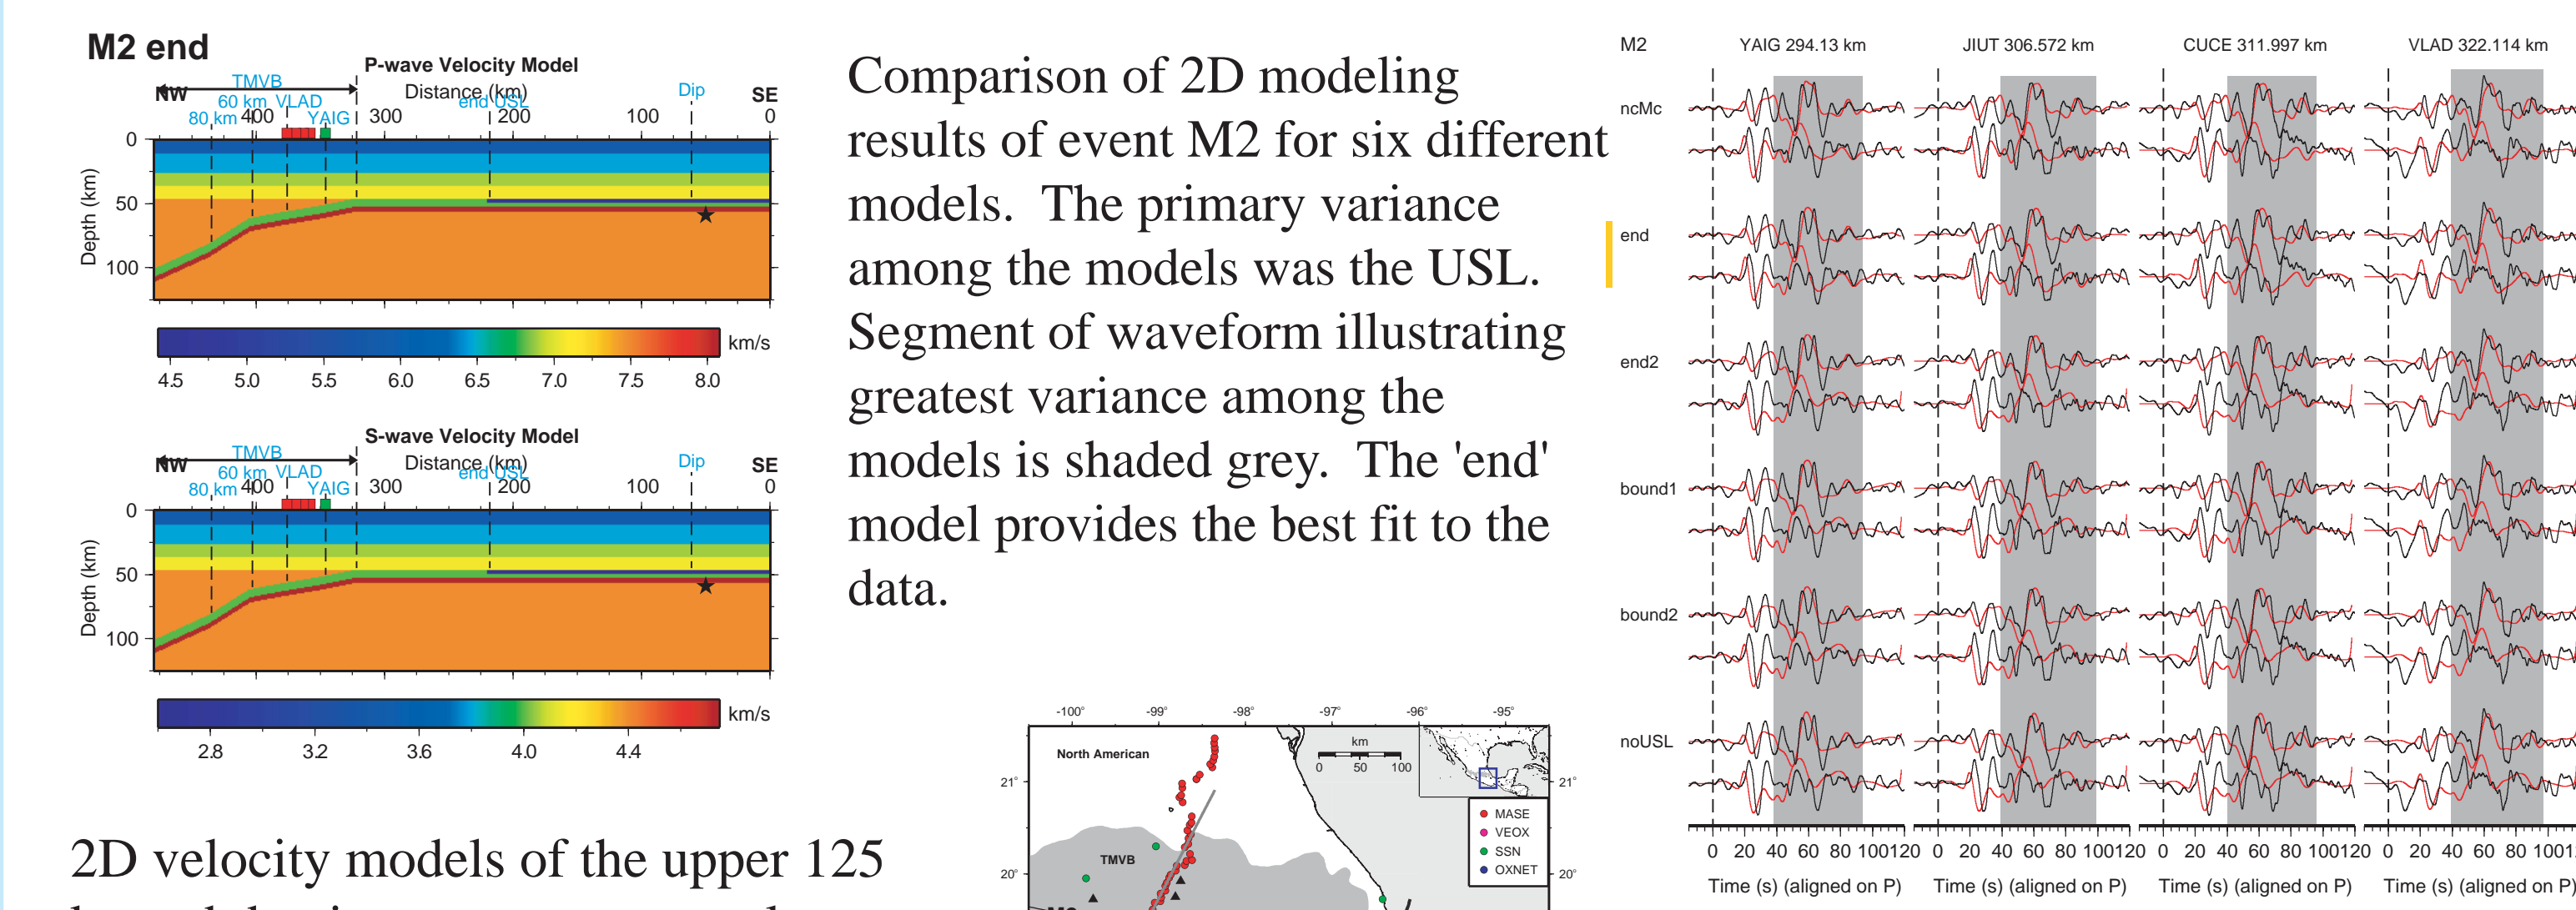 M2 end
P-wave Velocity Model
TMVB
Distance (km)
NW
60 km VLAD
end USL
Dip
SE
80 km
400
YAIG
300
200
100
0
0
50
100
Depth (km)
km/s
4.5 5.0 5.5 6.0 6.5 7.0 7.5 8.0
S-wave Velocity Model
TMVB
Distance (km)
NW
60 km VLAD
end USL
Dip
SE
80 km
400
YAIG
300
200
100
0
0
50
100
Depth (km)
km/s
2.8 3.2 3.6 4.0 4.4
2D velocity models of the upper 125
Comparison of 2D modeling
results of event M2 for six different
models. The primary variance
among the models was the USL.
Segment of waveform illustrating
greatest variance among the
models is shaded grey. The 'end'
model provides the best fit to the
data.
-100° -99° -98° -97° -96° -95°
North American
km
0 50 100
21°
21°
MASE
VEOX
SSN
OXNET
TMVB
20°
20°
M2 YAIG 294.13 km JIUT 306.572 km CUCE 311.997 km VLAD 322.114 km
ncMc
end
end2
bound1
bound2
noUSL
0 20 40 60 80 100120 0 20 40 60 80 100120 0 20 40 60 80 100120 0 20 40 60 80 10012
Time (s) (aligned on P) Time (s) (aligned on P) Time (s) (aligned on P) Time (s) (aligned on P)